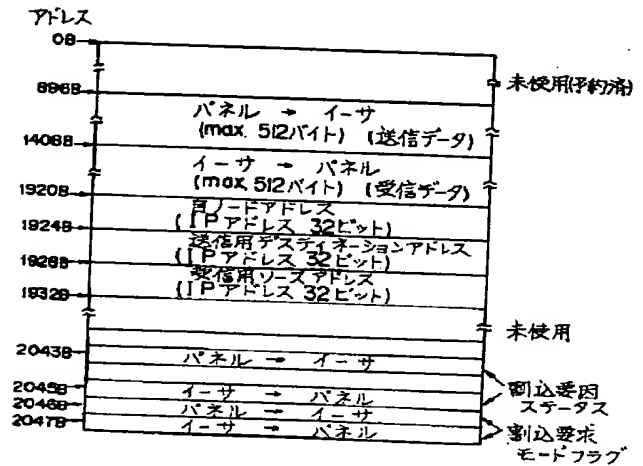 アドレス
0B
未使用(予約済)
896B
パネル → イーサ
(max. 512バイト) (送信データ)
1408B
イーサ → パネル
(max. 512バイト) (受信データ)
1920B
自ノードアドレス
(IPアドレス 32ビット)
1924B
送信用デスティネーションアドレス
(IPアドレス 32ビット)
1928B
受信用ソースアドレス
(IPアドレス 32ビット)
1932B
未使用
2043B
パネル → イーサ
割込要因
ステータス
2045B
イーサ → パネル
2046B
パネル → イーサ
2047B
イーサ → パネル
割込要求
モードフラグ